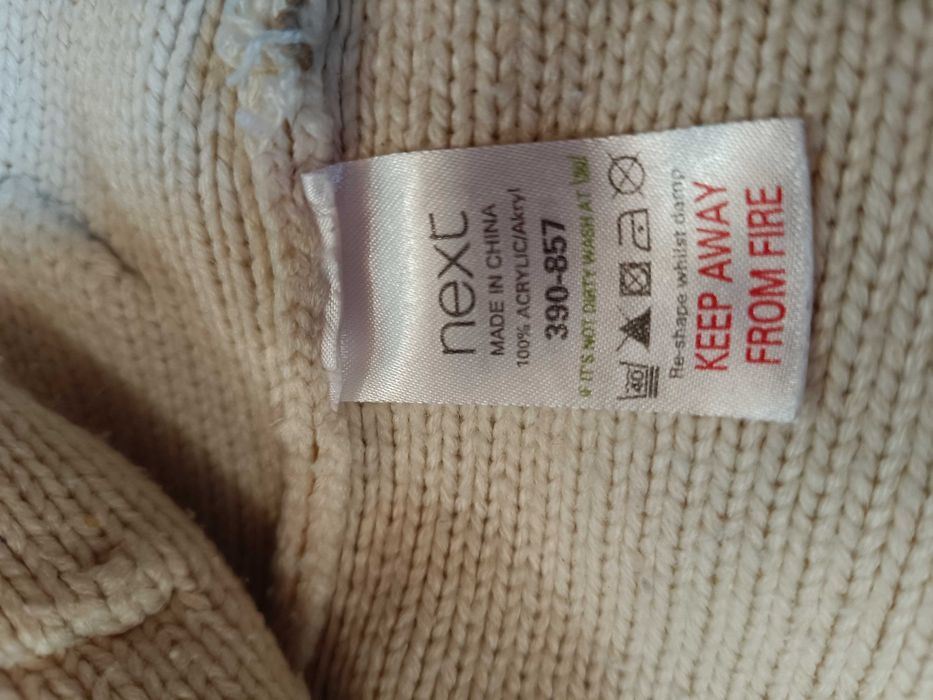 next
MADE IN CHINA
100% ACRYLIC/Akryl
390-857
IF IT'S NOT DIRTY WASH AT
40
Re-shape whilst damp
KEEP AWAY
FROM FIRE